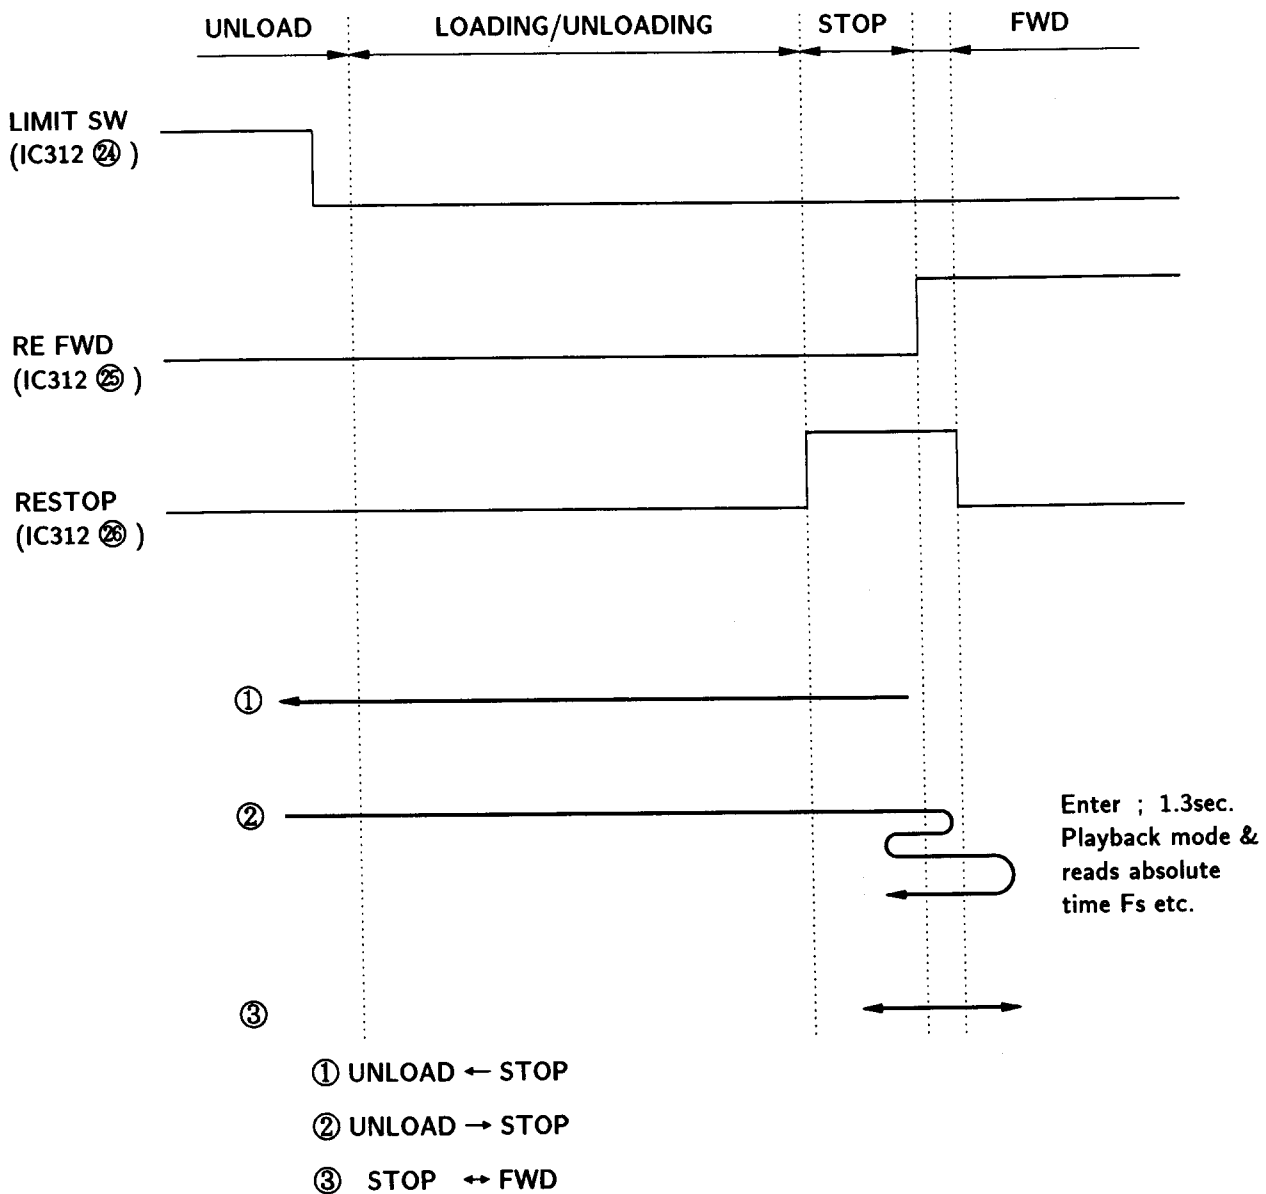 UNLOAD LOADING/UNLOADING STOP FWD
LIMIT SW
(IC312 ㉔ )
RE FWD
(IC312 ㉕ )
RESTOP
(IC312 ㉖ )
①
②
Enter ; 1.3sec.
Playback mode &
reads absolute
time Fs etc.
③
① UNLOAD ← STOP
② UNLOAD → STOP
③ STOP ↔ FWD